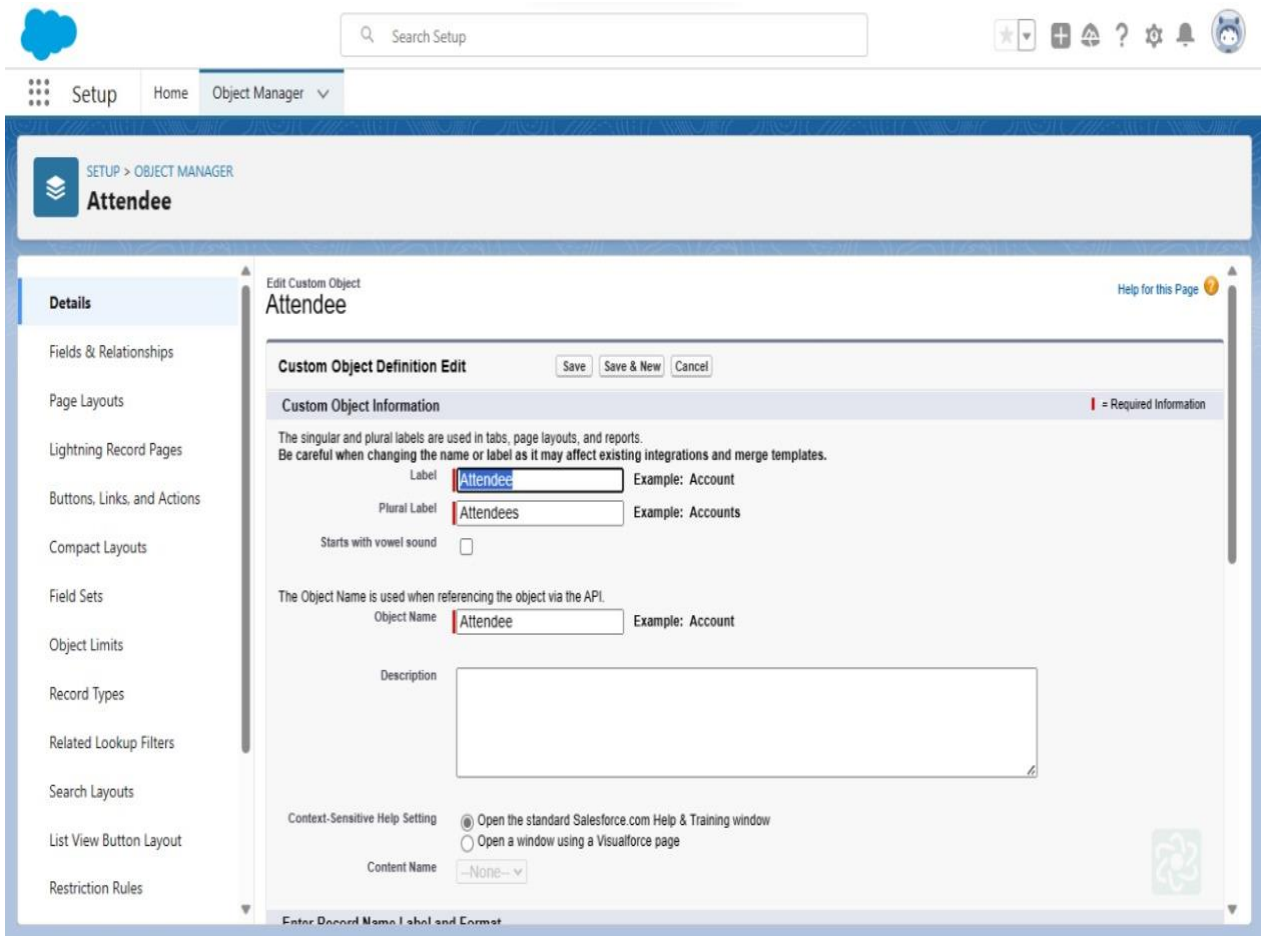 Search Setup
Setup Home Object Manager
SETUP > OBJECT MANAGER
Attendee
Details
Fields & Relationships
Page Layouts
Lightning Record Pages
Buttons, Links, and Actions
Compact Layouts
Field Sets
Object Limits
Record Types
Related Lookup Filters
Search Layouts
List View Button Layout
Restriction Rules
Edit Custom Object
Attendee
Help for this Page
Custom Object Definition Edit Save Save & New Cancel
Custom Object Information = Required Information
The singular and plural labels are used in tabs, page layouts, and reports.
Be careful when changing the name or label as it may affect existing integrations and merge templates.
Label Attendee Example: Account
Plural Label Attendees Example: Accounts
Starts with vowel sound
The Object Name is used when referencing the object via the API.
Object Name Attendee Example: Account
Description
Context-Sensitive Help Setting Open the standard Salesforce.com Help & Training window
Open a window using a Visualforce page
Content Name --None--
Enter Record Name Label and Format